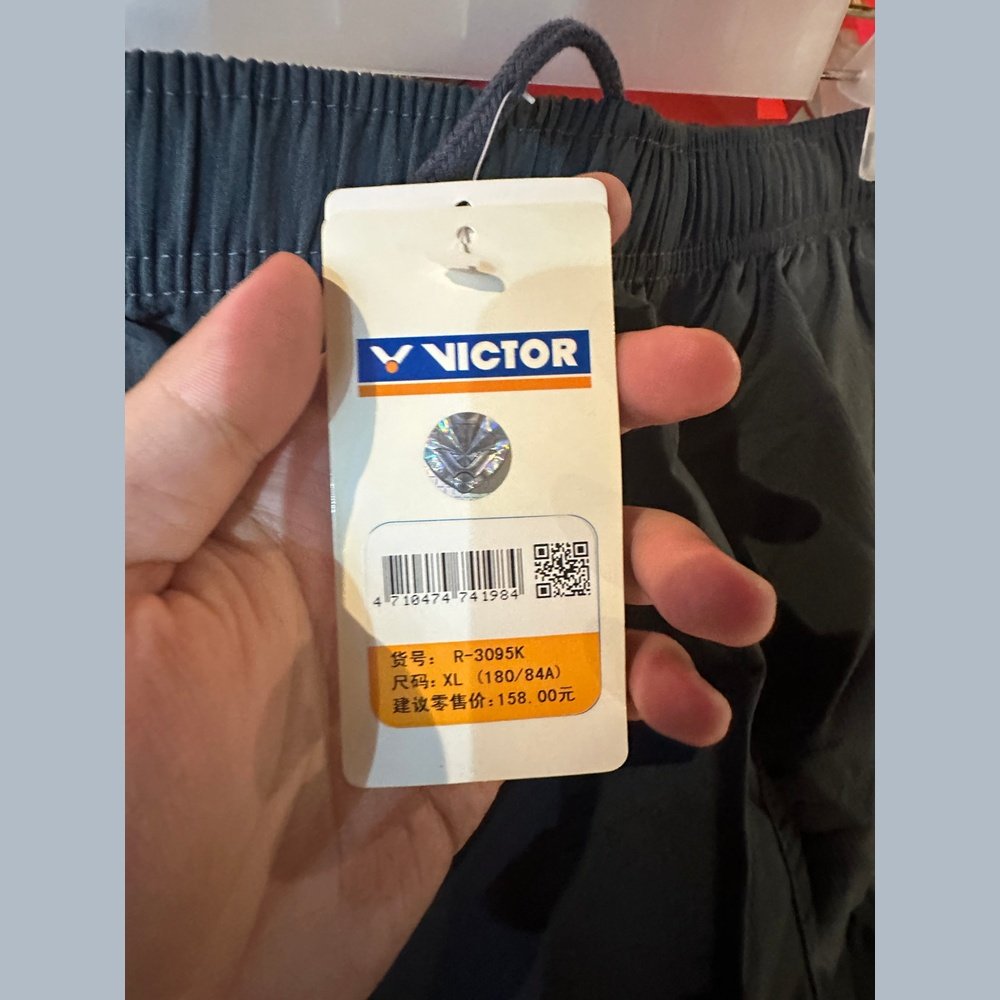 VICTOR
4 710474 741984
货号: R-3095K
尺码:XL (180/84A)
建议零售价:158.00元